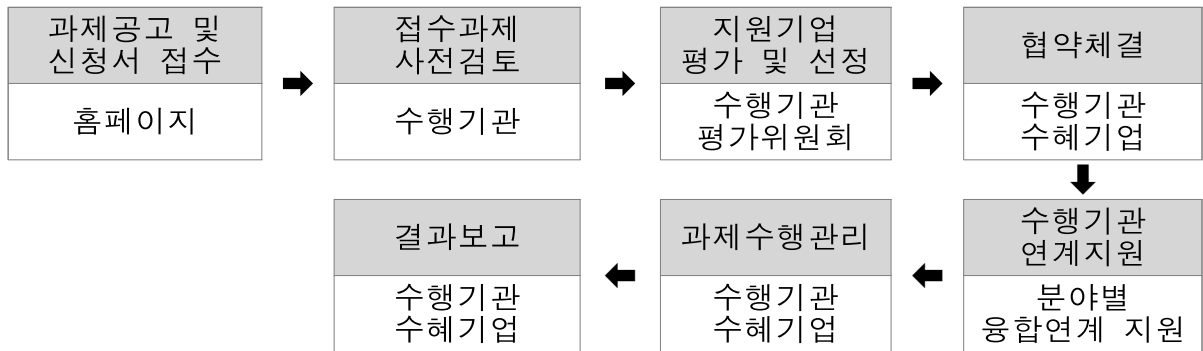 과제공고 및
신청서 접수
홈페이지
접수과제
사전검토
수행기관
지원기업
평가 및 선정
수행기관
평가위원회
협약체결
수행기관
수혜기업
수행기관
연계지원
분야별
융합연계 지원
과제수행관리
수행기관
수혜기업
결과보고
수행기관
수혜기업